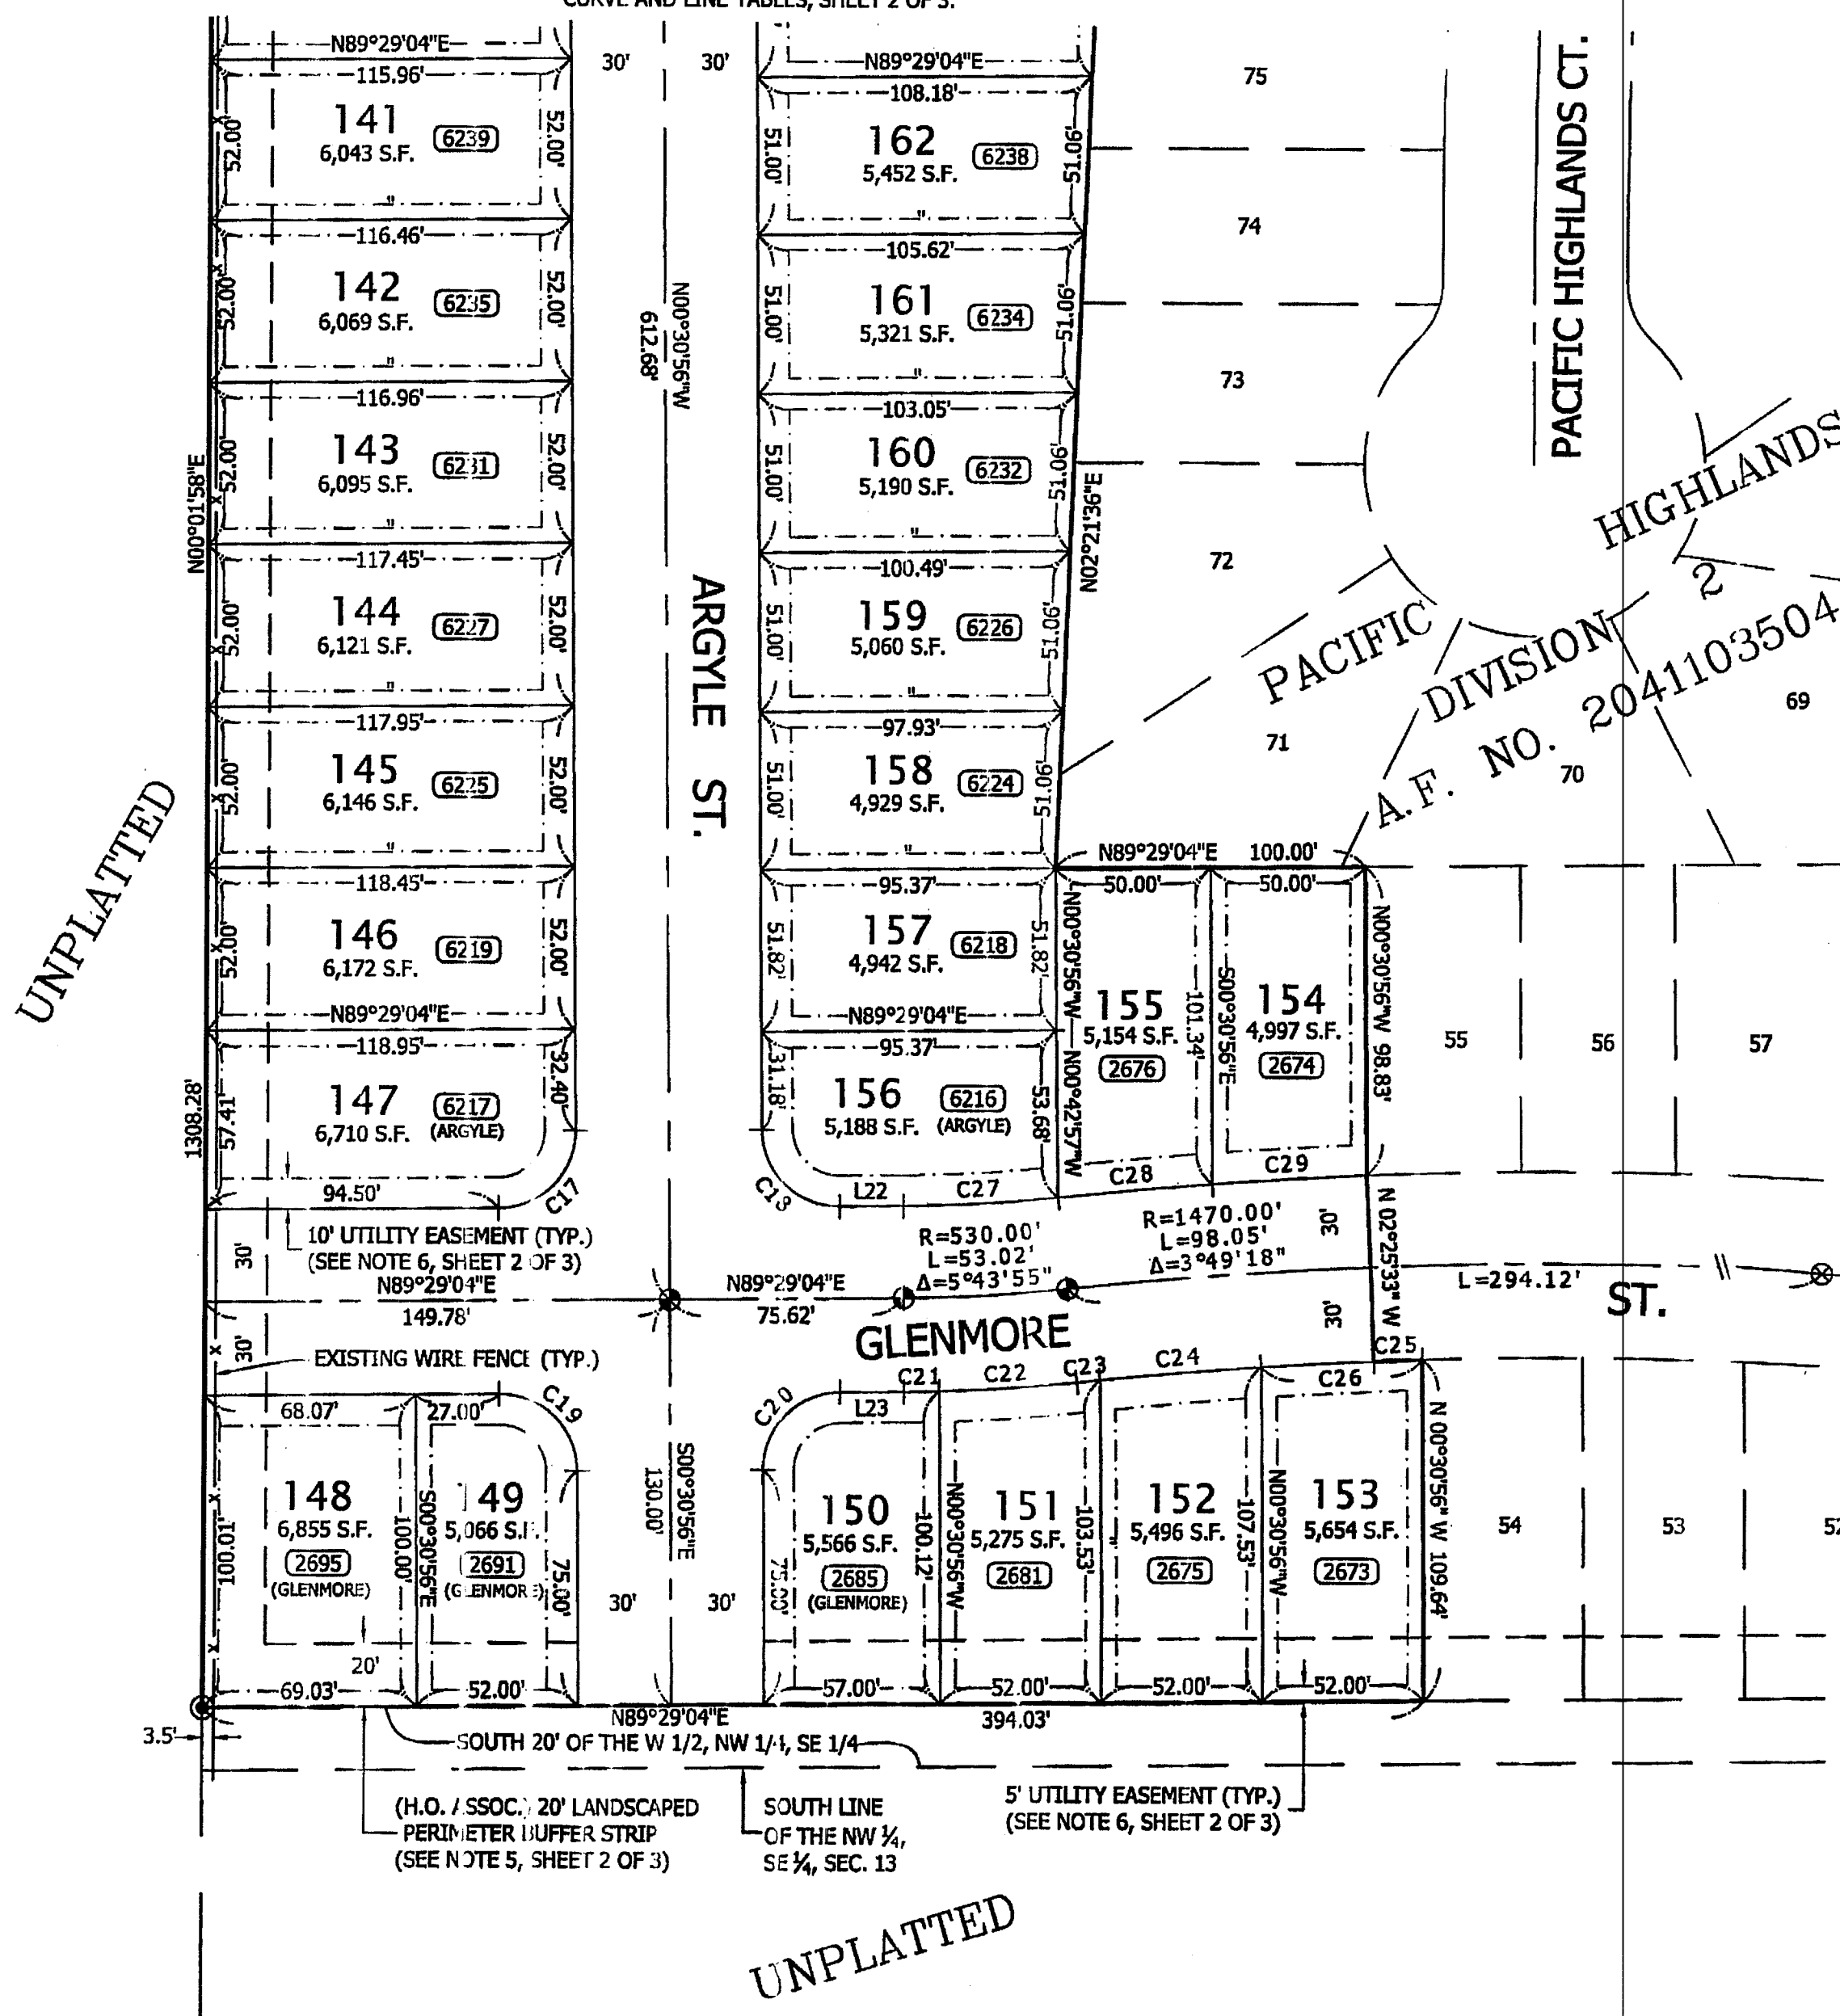 CURVE AND LINE TABLES, SHEET 2 OF 3.
N89°29'04"E
115.96'
141
6239
6,043 S.F.
52.00'
52.00'
"
116.46'
142
6235
6,069 S.F.
52.00'
52.00'
"
116.96'
143
6231
6,095 S.F.
52.00'
52.00'
"
117.45'
144
6227
6,121 S.F.
52.00'
52.00'
"
117.95'
145
6225
6,146 S.F.
52.00'
52.00'
"
118.45'
146
6219
6,172 S.F.
52.00'
52.00'
N89°29'04"E
118.95'
147
6217
6,710 S.F.
(ARGYLE)
57.41'
32.40'
94.50'
C17
N00°01'58"E
1308.28'
UNPLATTED
30'
30'
N00°30'56"W
612.68'
ARGYLE ST.
N89°29'04"E
108.18'
162
6238
5,452 S.F.
51.00'
51.06'
"
105.62'
161
6234
5,321 S.F.
51.00'
51.06'
"
103.05'
160
6232
5,190 S.F.
51.00'
51.06'
"
100.49'
159
6226
5,060 S.F.
51.00'
51.06'
"
97.93'
158
6224
4,929 S.F.
51.00'
51.06'
"
95.37'
157
6218
4,942 S.F.
51.82'
51.82'
N89°29'04"E
95.37'
156
6216
5,188 S.F.
(ARGYLE)
31.18'
53.68'
L22
C27
N02°21'36"E
75
74
73
72
71
70
69
PACIFIC HIGHLANDS CT.
PACIFIC HIGHLANDS
DIVISION 2
A.F. NO. 2041103504
N89°29'04"E 100.00'
50.00'
50.00'
N00°30'56"W
N00°42'57"W
155
5,154 S.F.
2676
101.34'
S00°30'56"E
154
4,997 S.F.
2674
N00°30'56"W 98.83'
C28
C29
55
56
57
10' UTILITY EASEMENT (TYP.)
(SEE NOTE 6, SHEET 2 OF 3)
30'
N89°29'04"E
149.78'
N89°29'04"E
75.62'
R=530.00'
L=53.02'
Δ=5°43'55"
R=1470.00'
L=98.05'
Δ=3°49'18"
30'
N 02°25'33" W
30'
L=294.12'
GLENMORE ST.
30'
EXISTING WIRE FENCE (TYP.)
68.07'
27.00'
C19
C20
L23
C21
C22
C23
C24
C25
C26
148
6,855 S.F.
2695
(GLENMORE)
100.01'
100.00'
S00°30'56"E
149
5,066 S.F.
2691
(GLENMORE)
75.00'
S00°30'56"E
130.00'
30'
30'
150
5,566 S.F.
2685
(GLENMORE)
75.00'
100.12'
N00°30'56"W
151
5,275 S.F.
2681
103.53'
152
5,496 S.F.
2675
"
107.53'
N00°30'56"W
153
5,654 S.F.
2673
N 00°30'56" W 109.64'
54
53
20'
69.03'
52.00'
57.00'
52.00'
52.00'
52.00'
N89°29'04"E
394.03'
3.5'
SOUTH 20' OF THE W 1/2, NW 1/4, SE 1/4
(H.O. ASSOC.) 20' LANDSCAPED
PERIMETER BUFFER STRIP
(SEE NOTE 5, SHEET 2 OF 3)
SOUTH LINE
OF THE NW ¼,
SE ¼, SEC. 13
5' UTILITY EASEMENT (TYP.)
(SEE NOTE 6, SHEET 2 OF 3)
UNPLATTED